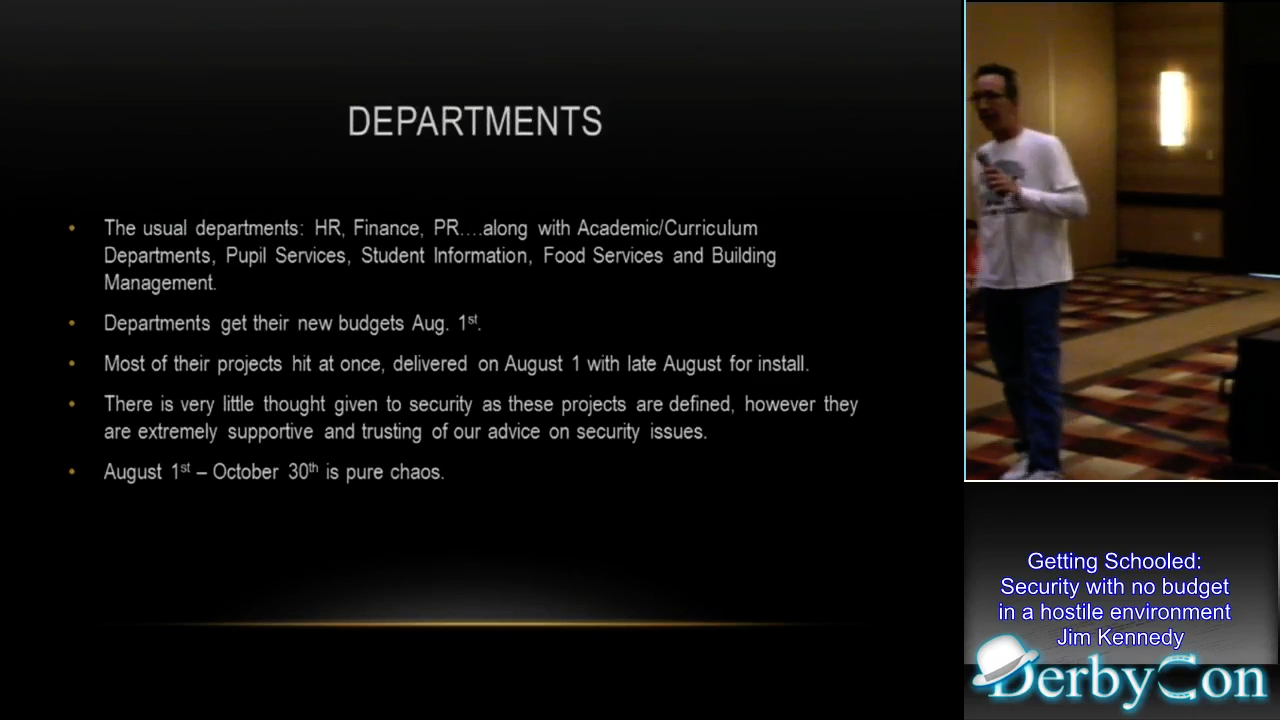 DEPARTMENTS
• The usual departments: HR, Finance, PR….along with Academic/Curriculum
Departments, Pupil Services, Student Information, Food Services and Building
Management.
• Departments get their new budgets Aug. 1st.
• Most of their projects hit at once, delivered on August 1 with late August for install.
• There is very little thought given to security as these projects are defined, however they
are extremely supportive and trusting of our advice on security issues.
• August 1st – October 30th is pure chaos.
Getting Schooled:
Security with no budget
in a hostile environment
Jim Kennedy
DerbyCon